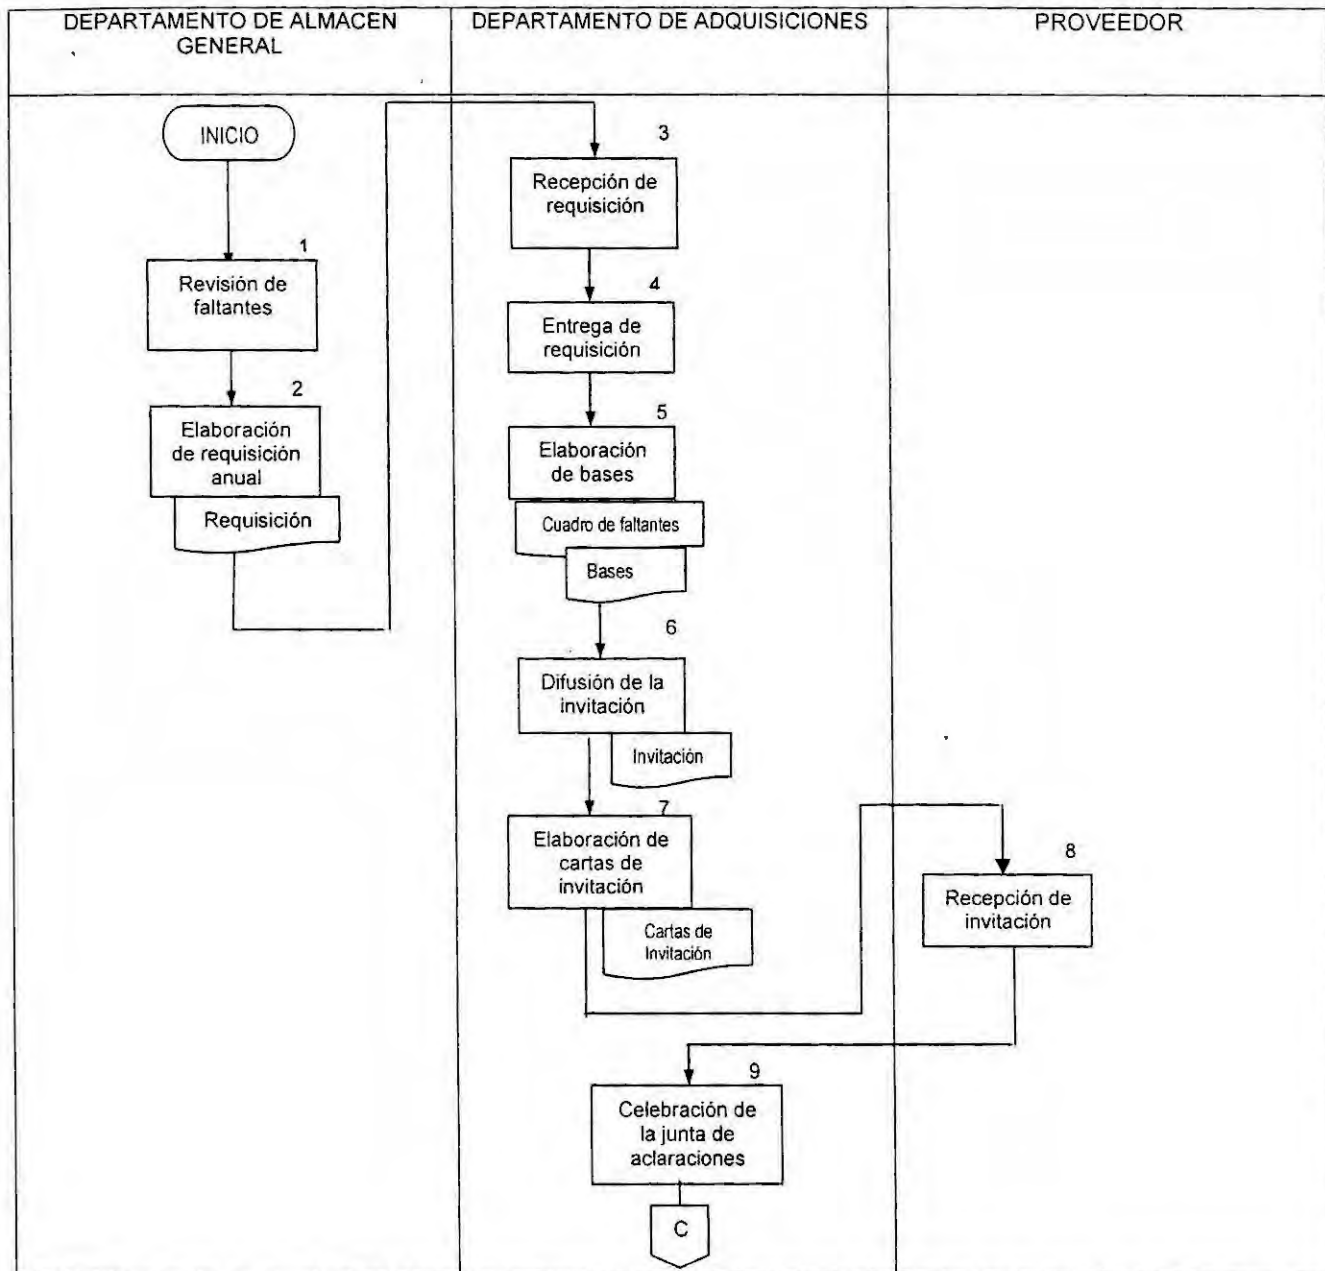 DEPARTAMENTO DE ALMACEN
GENERAL
DEPARTAMENTO DE ADQUISICIONES
PROVEEDOR
INICIO
1
Revisión de
faltantes
2
Elaboración
de requisición
anual
Requisición
3
Recepción de
requisición
4
Entrega de
requisición
5
Elaboración
de bases
Cuadro de faltantes
Bases
6
Difusión de la
invitación
Invitación
7
Elaboración de
cartas de
invitación
Cartas de
Invitación
8
Recepción de
invitación
9
Celebración de
la junta de
aclaraciones
C